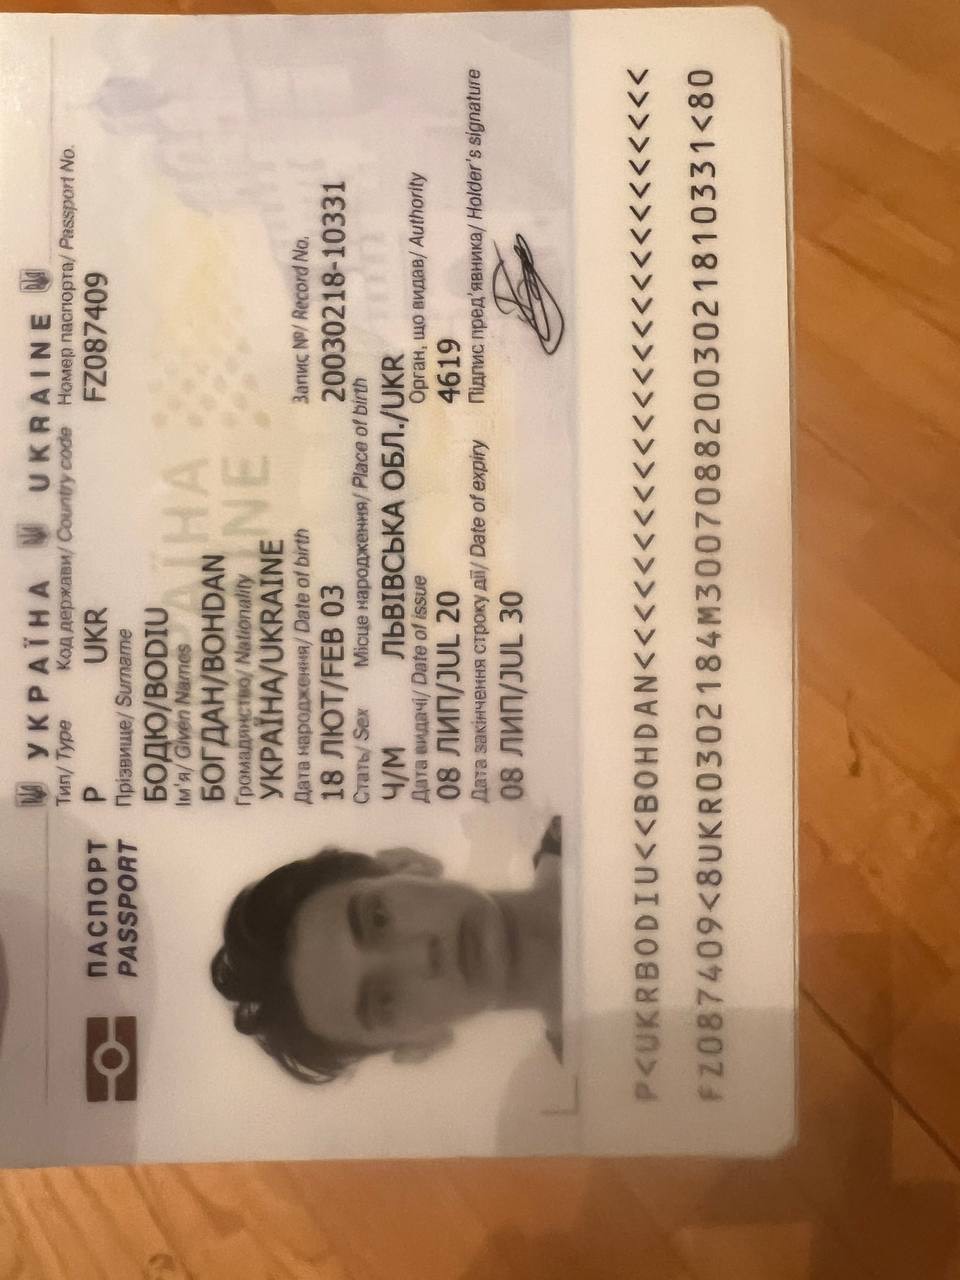 УКРАЇНА UKRAINE
Тип/ Type Код держави/ Country code Номер паспорта/ Passport No.
P UKR FZ087409
ПАСПОРТ
PASSPORT
Прізвище/ Surname
БОДЮ/BODIU
Ім'я/ Given Names
БОГДАН/BOHDAN
Громадянство/ Nationality
УКРАЇНА/UKRAINE
Дата народження/ Date of birth Запис №/ Record No.
18 ЛЮТ/FEB 03 20030218-10331
Стать/ Sex Місце народження/ Place of birth
Ч/M ЛЬВІВСЬКА ОБЛ./UKR
Дата видачі/ Date of issue Орган, що видав/ Authority
08 ЛИП/JUL 20 4619
Дата закінчення строку дії/ Date of expiry Підпис пред'явника/ Holder's signature
08 ЛИП/JUL 30
P<UKRBODIU<<BOHDAN<<<<<<<<<<<<<<<<<<<<<<<<<<
FZ087409<8UKR0302184M30070882003021810331<80